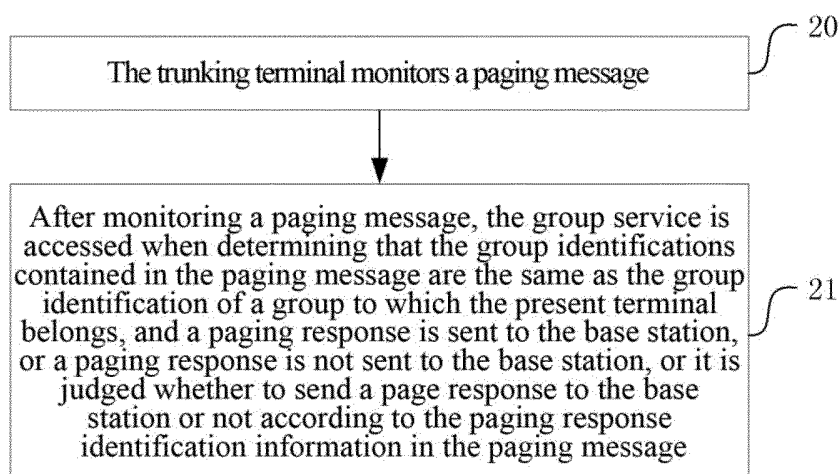 20
The trunking terminal monitors a paging message
After monitoring a paging message, the group service is
accessed when determining that the group identifications
contained in the paging message are the same as the group
identification of a group to which the present terminal
belongs, and a paging response is sent to the base station,
or a paging response is not sent to the base station, or it is
judged whether to send a page response to the base
station or not according to the paging response
identification information in the paging message
21